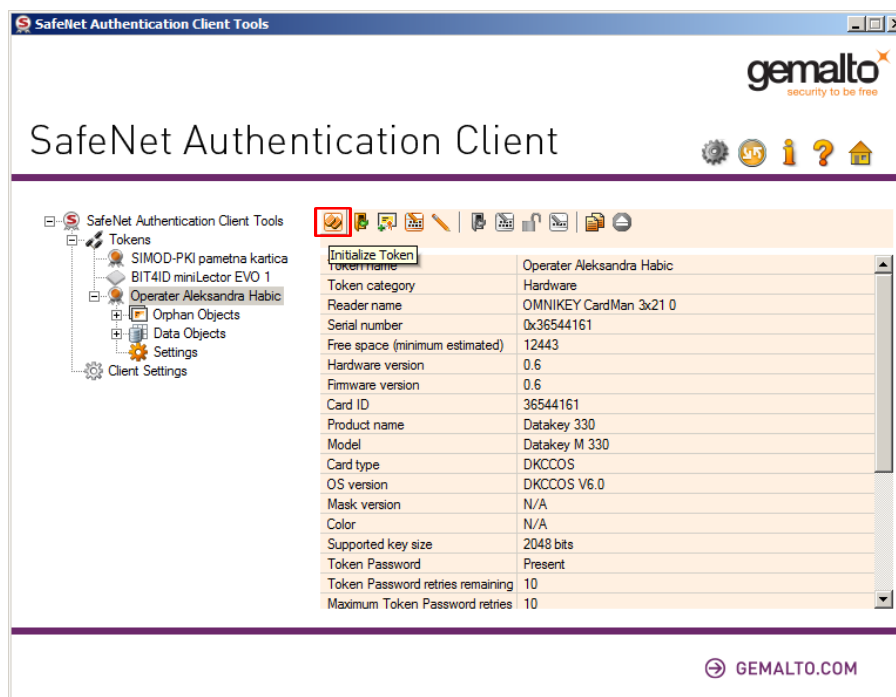 SafeNet Authentication Client Tools
gemalto
security to be free
SafeNet Authentication Client
SafeNet Authentication Client Tools
Tokens
SIMOD-PKI pametna kartica
BIT4ID miniLector EVO 1
Operater Aleksandra Habic
Orphan Objects
Data Objects
Settings
Client Settings
Initialize Token
Token name Operater Aleksandra Habic
Token category Hardware
Reader name OMNIKEY CardMan 3x21 0
Serial number 0x36544161
Free space (minimum estimated) 12443
Hardware version 0.6
Firmware version 0.6
Card ID 36544161
Product name Datakey 330
Model Datakey M 330
Card type DKCCOS
OS version DKCCOS V6.0
Mask version N/A
Color N/A
Supported key size 2048 bits
Token Password Present
Token Password retries remaining 10
Maximum Token Password retries 10
GEMALTO.COM